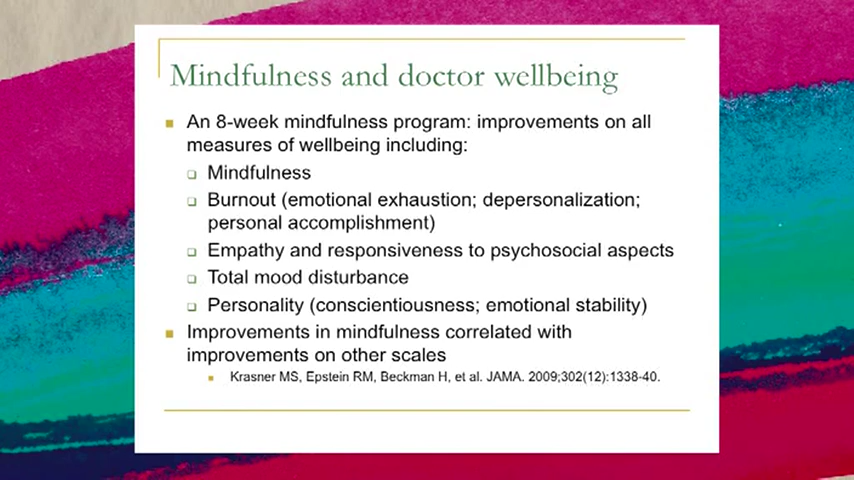 Mindfulness and doctor wellbeing
An 8-week mindfulness program: improvements on all
measures of wellbeing including:
Mindfulness
Burnout (emotional exhaustion; depersonalization;
personal accomplishment)
Empathy and responsiveness to psychosocial aspects
Total mood disturbance
Personality (conscientiousness; emotional stability)
Improvements in mindfulness correlated with
improvements on other scales
Krasner MS, Epstein RM, Beckman H, et al. JAMA. 2009;302(12):1338-40.